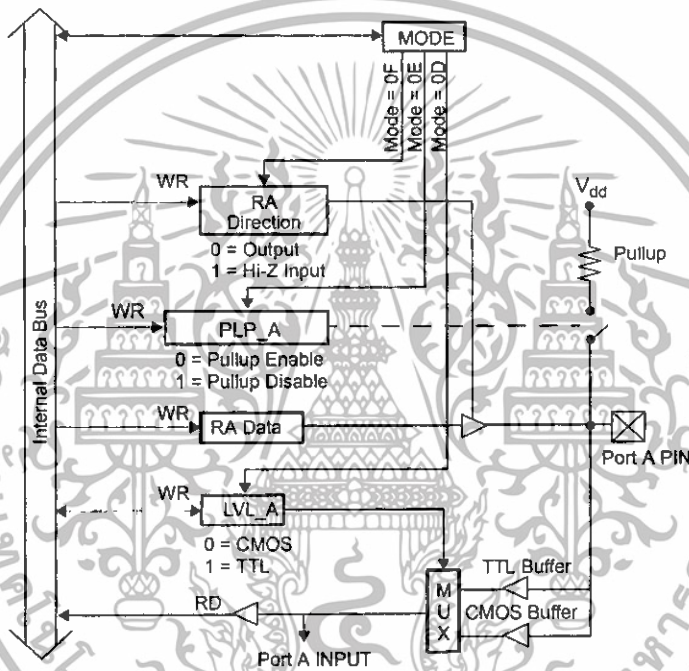 MODE
Mode = 0F
Mode = 0E
Mode = 0D
WR
RA
Direction
0 = Output
1 = Hi-Z Input
Vdd
Pullup
WR
PLP_A
0 = Pullup Enable
1 = Pullup Disable
Internal Data Bus
WR
RA Data
Port A PIN
WR
LVL_A
0 = CMOS
1 = TTL
MUX
TTL Buffer
CMOS Buffer
RD
Port A INPUT